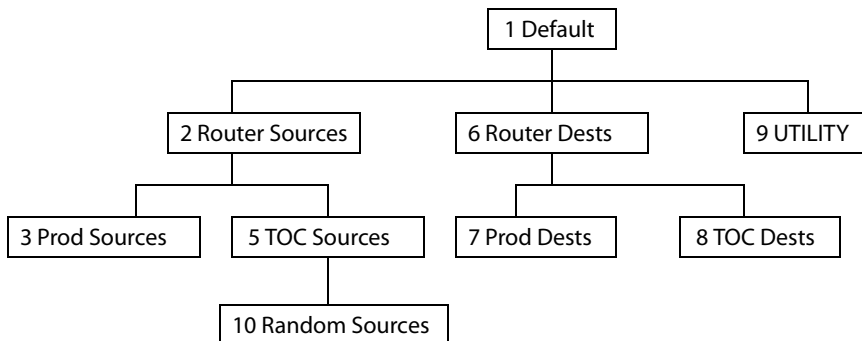 1 Default
2 Router Sources
6 Router Dests
9 UTILITY
3 Prod Sources
5 TOC Sources
7 Prod Dests
8 TOC Dests
10 Random Sources